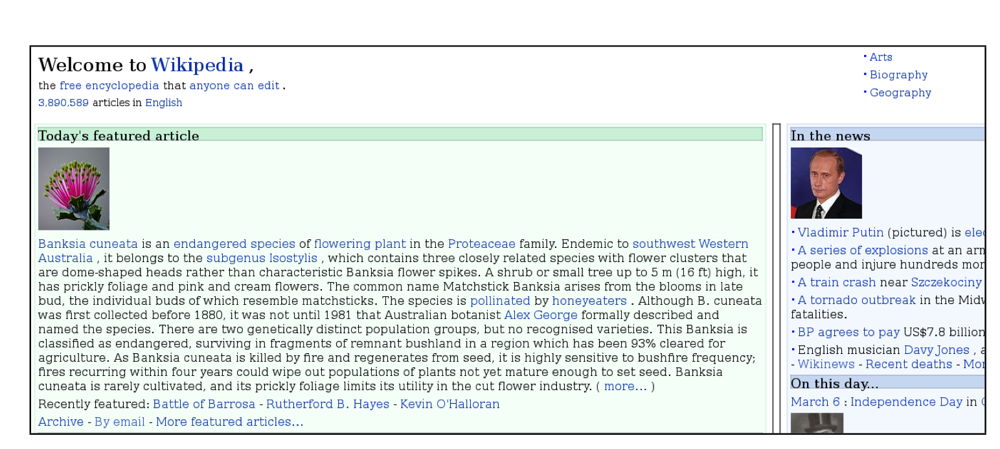 Welcome to Wikipedia ,
the free encyclopedia that anyone can edit .
3,890,589 articles in English
· Arts
· Biography
· Geography
Today's featured article
Banksia cuneata is an endangered species of flowering plant in the Proteaceae family. Endemic to southwest Western
Australia , it belongs to the subgenus Isostylis , which contains three closely related species with flower clusters that
are dome-shaped heads rather than characteristic Banksia flower spikes. A shrub or small tree up to 5 m (16 ft) high, it
has prickly foliage and pink and cream flowers. The common name Matchstick Banksia arises from the blooms in late
bud, the individual buds of which resemble matchsticks. The species is pollinated by honeyeaters . Although B. cuneata
was first collected before 1880, it was not until 1981 that Australian botanist Alex George formally described and
named the species. There are two genetically distinct population groups, but no recognised varieties. This Banksia is
classified as endangered, surviving in fragments of remnant bushland in a region which has been 93% cleared for
agriculture. As Banksia cuneata is killed by fire and regenerates from seed, it is highly sensitive to bushfire frequency;
fires recurring within four years could wipe out populations of plants not yet mature enough to set seed. Banksia
cuneata is rarely cultivated, and its prickly foliage limits its utility in the cut flower industry. ( more... )
Recently featured: Battle of Barrosa - Rutherford B. Hayes - Kevin O'Halloran
Archive - By email - More featured articles...
In the news
· Vladimir Putin (pictured) is
· A series of explosions at an
people and injure hundreds
· A train crash near Szczekociny
· A tornado outbreak in the
fatalities.
· BP agrees to pay US$7.8 billion
· English musician Davy Jones ,
- Wikinews - Recent deaths -
On this day...
March 6 : Independence Day in